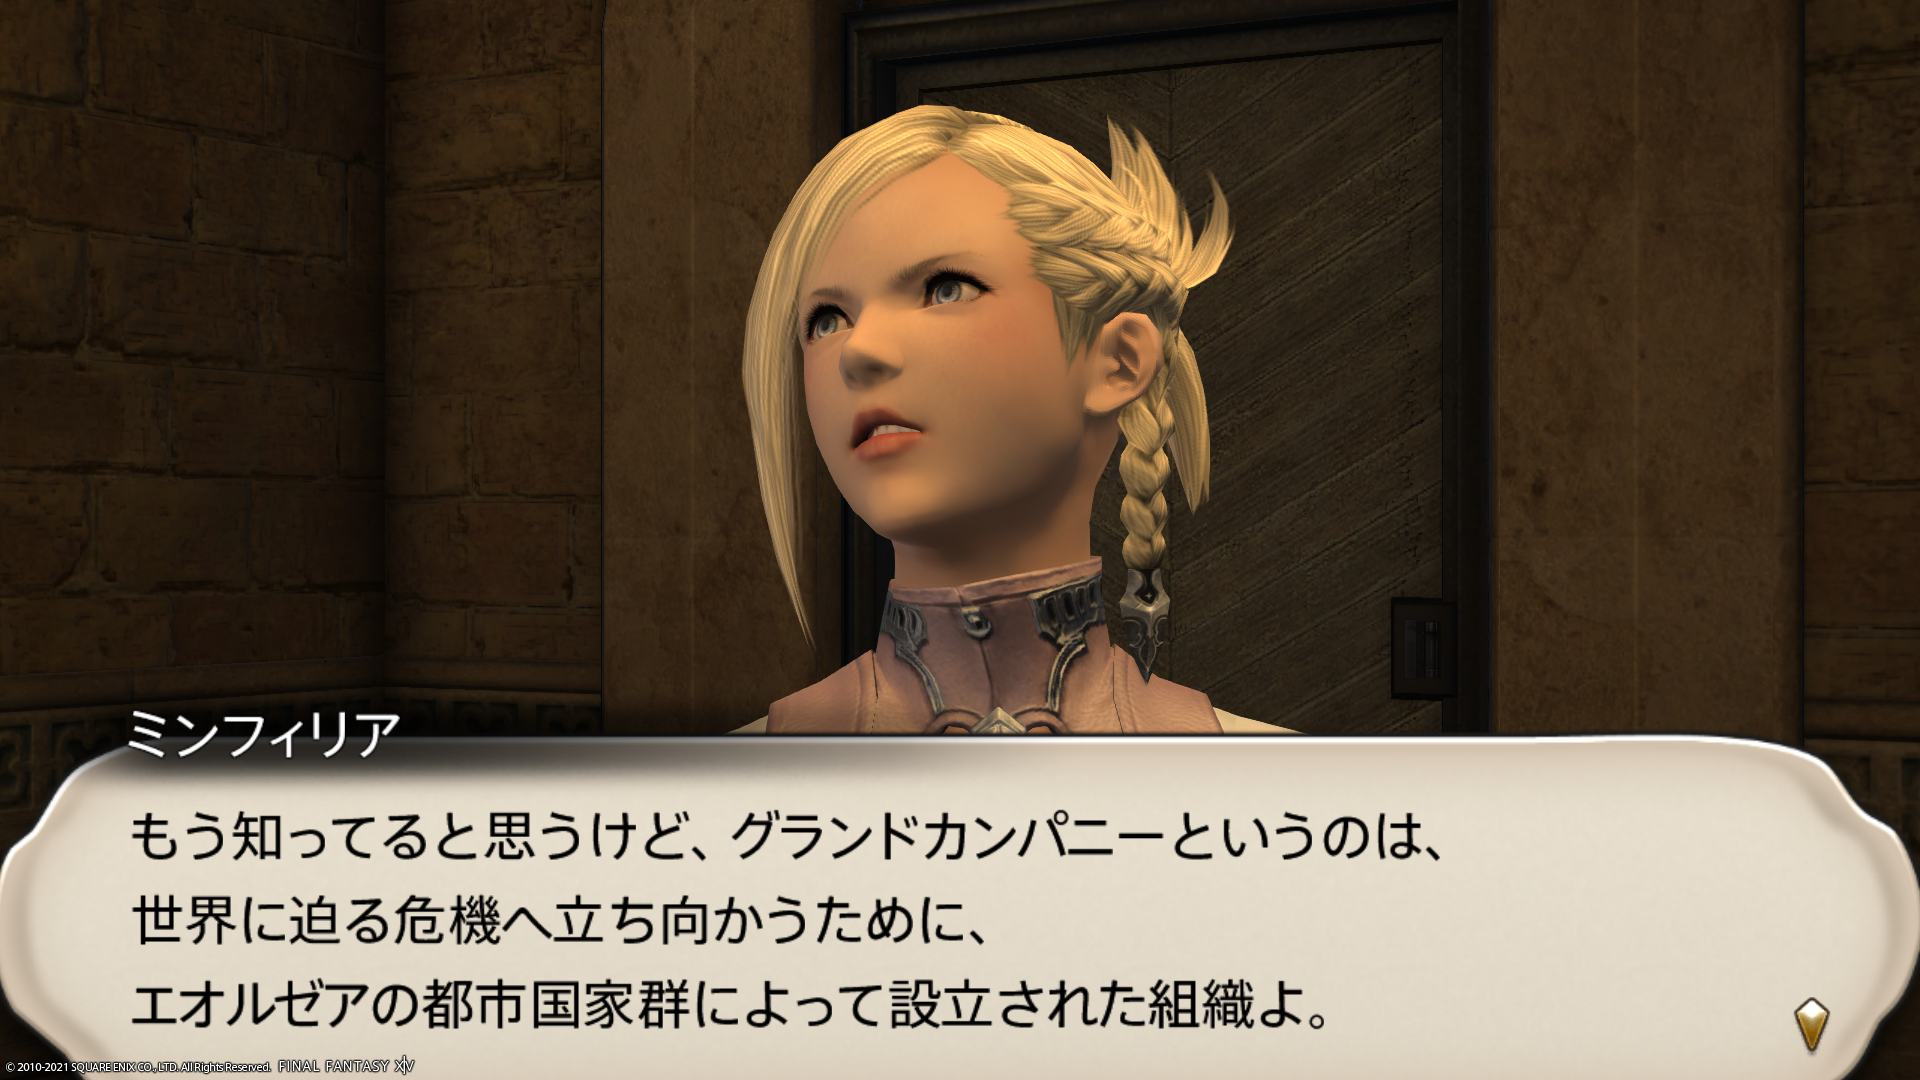 ミンフィリア
もう知ってると思うけど、グランドカンパニーというのは、
世界に迫る危機へ立ち向かうために、
エオルゼアの都市国家群によって設立された組織よ。
© 2010-2021 SQUARE ENIX CO., LTD. All Rights Reserved. FINAL FANTASY XIV